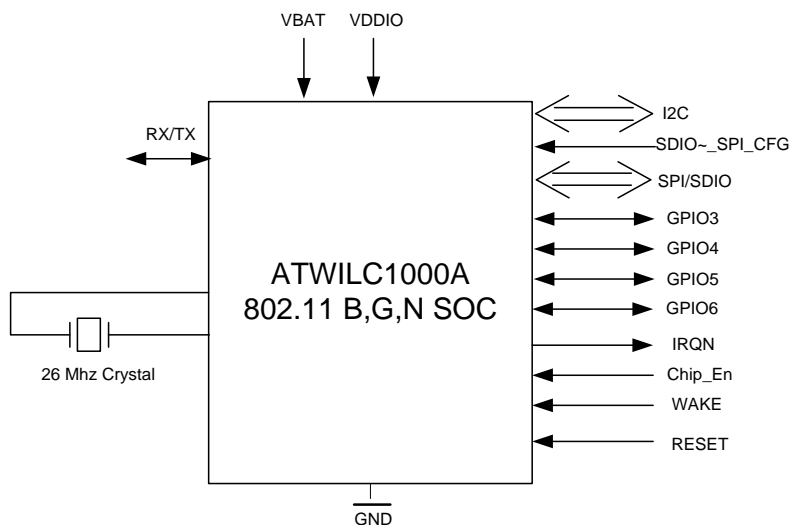 VBAT VDDIO
RX/TX
I2C
SDIO~_SPI_CFG
SPI/SDIO
GPIO3
GPIO4
GPIO5
GPIO6
IRQN
Chip_En
WAKE
RESET
ATWILC1000A
802.11 B,G,N SOC
26 Mhz Crystal
GND